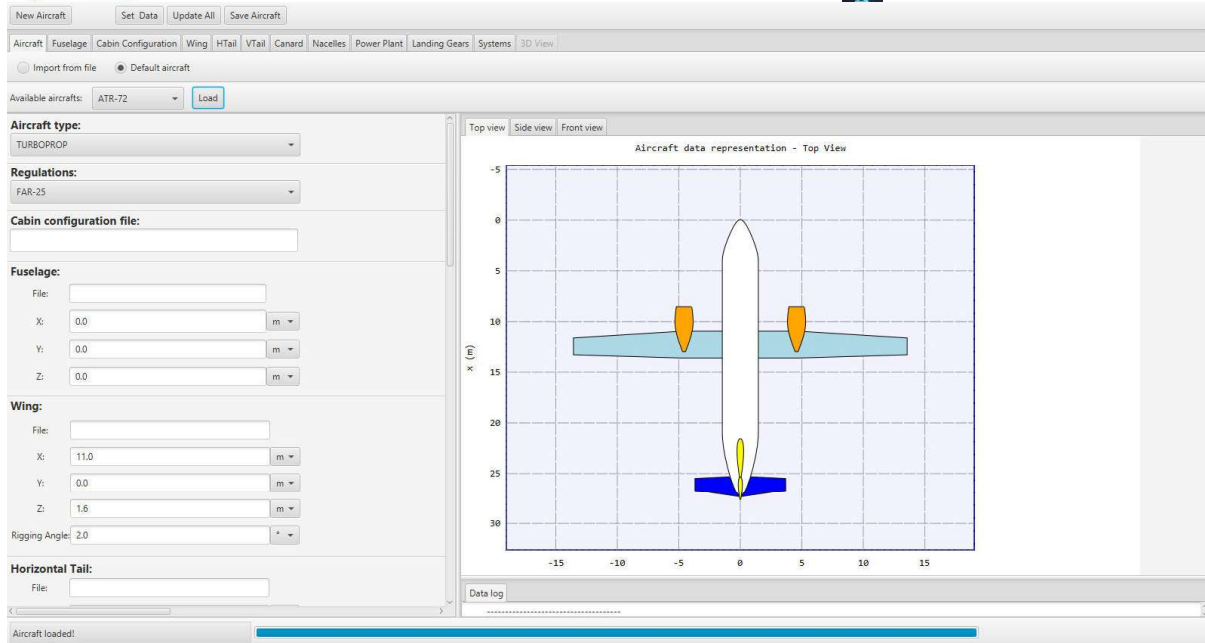 New Aircraft Set Data Update All Save Aircraft
Aircraft Fuselage Cabin Configuration Wing HTail VTail Canard Nacelles Power Plant Landing Gears Systems 3D View
Import from file Default aircraft
Available aircrafts: ATR-72 Load
Aircraft type:
TURBOPROP
Regulations:
FAR-25
Cabin configuration file:
Fuselage:
File:
X: 0.0 m
Y: 0.0 m
Z: 0.0 m
Wing:
File:
X: 11.0 m
Y: 0.0 m
Z: 1.6 m
Rigging Angle: 2.0 °
Horizontal Tail:
File:
Top view Side view Front view
Aircraft data representation - Top View
-5
0
5
10
15
20
25
30
x (m)
-15 -10 -5 0 5 10 15
Data log
------------------------------------
Aircraft loaded!